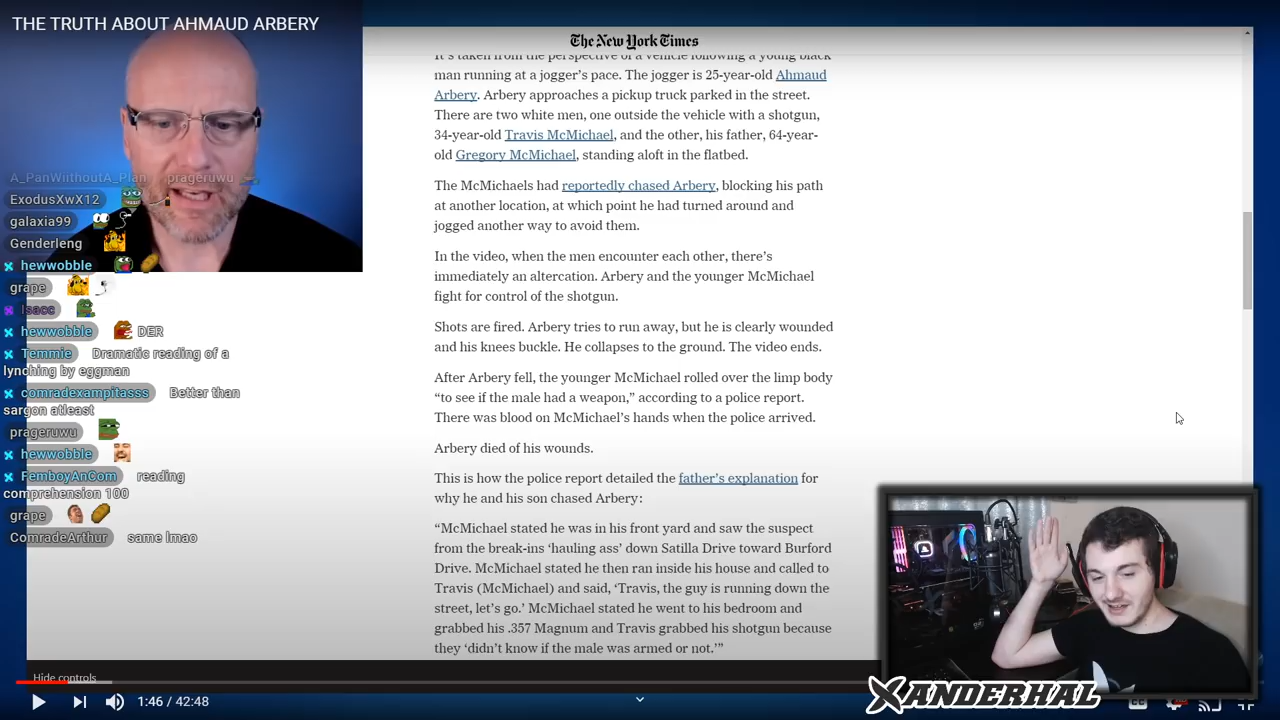 THE TRUTH ABOUT AHMAUD ARBERY
The New York Times
It's taken from the perspective of a vehicle following a young black
man running at a jogger's pace. The jogger is 25-year-old Ahmaud
Arbery. Arbery approaches a pickup truck parked in the street.
There are two white men, one outside the vehicle with a shotgun,
34-year-old Travis McMichael, and the other, his father, 64-year-
old Gregory McMichael, standing aloft in the flatbed.
The McMichaels had reportedly chased Arbery, blocking his path
at another location, at which point he had turned around and
jogged another way to avoid them.
In the video, when the men encounter each other, there's
immediately an altercation. Arbery and the younger McMichael
fight for control of the shotgun.
Shots are fired. Arbery tries to run away, but he is clearly wounded
and his knees buckle. He collapses to the ground. The video ends.
After Arbery fell, the younger McMichael rolled over the limp body
“to see if the male had a weapon,” according to a police report.
There was blood on McMichael's hands when the police arrived.
Arbery died of his wounds.
This is how the police report detailed the father's explanation for
why he and his son chased Arbery:
“McMichael stated he was in his front yard and saw the suspect
from the break-ins ‘hauling ass’ down Satilla Drive toward Burford
Drive. McMichael stated he then ran inside his house and called to
Travis (McMichael) and said, ‘Travis, the guy is running down the
street, let's go.’ McMichael stated he went to his bedroom and
grabbed his .357 Magnum and Travis grabbed his shotgun because
they ‘didn't know if the male was armed or not.’”
A_PanWiithoutA_Plan prageruwu
ExodusXwX12
galaxia99
Genderleng
hewwobble
grape
Isacc
hewwobble DER
Temmie Dramatic reading of a
lynching by eggman
comradexampitasss Better than
sargon atleast
prageruwu
hewwobble
FemboyAnCom reading
comprehension 100
grape
ComradeArthur same lmao
Hide controls
1:46 / 42:48
XANDERHAL
CC